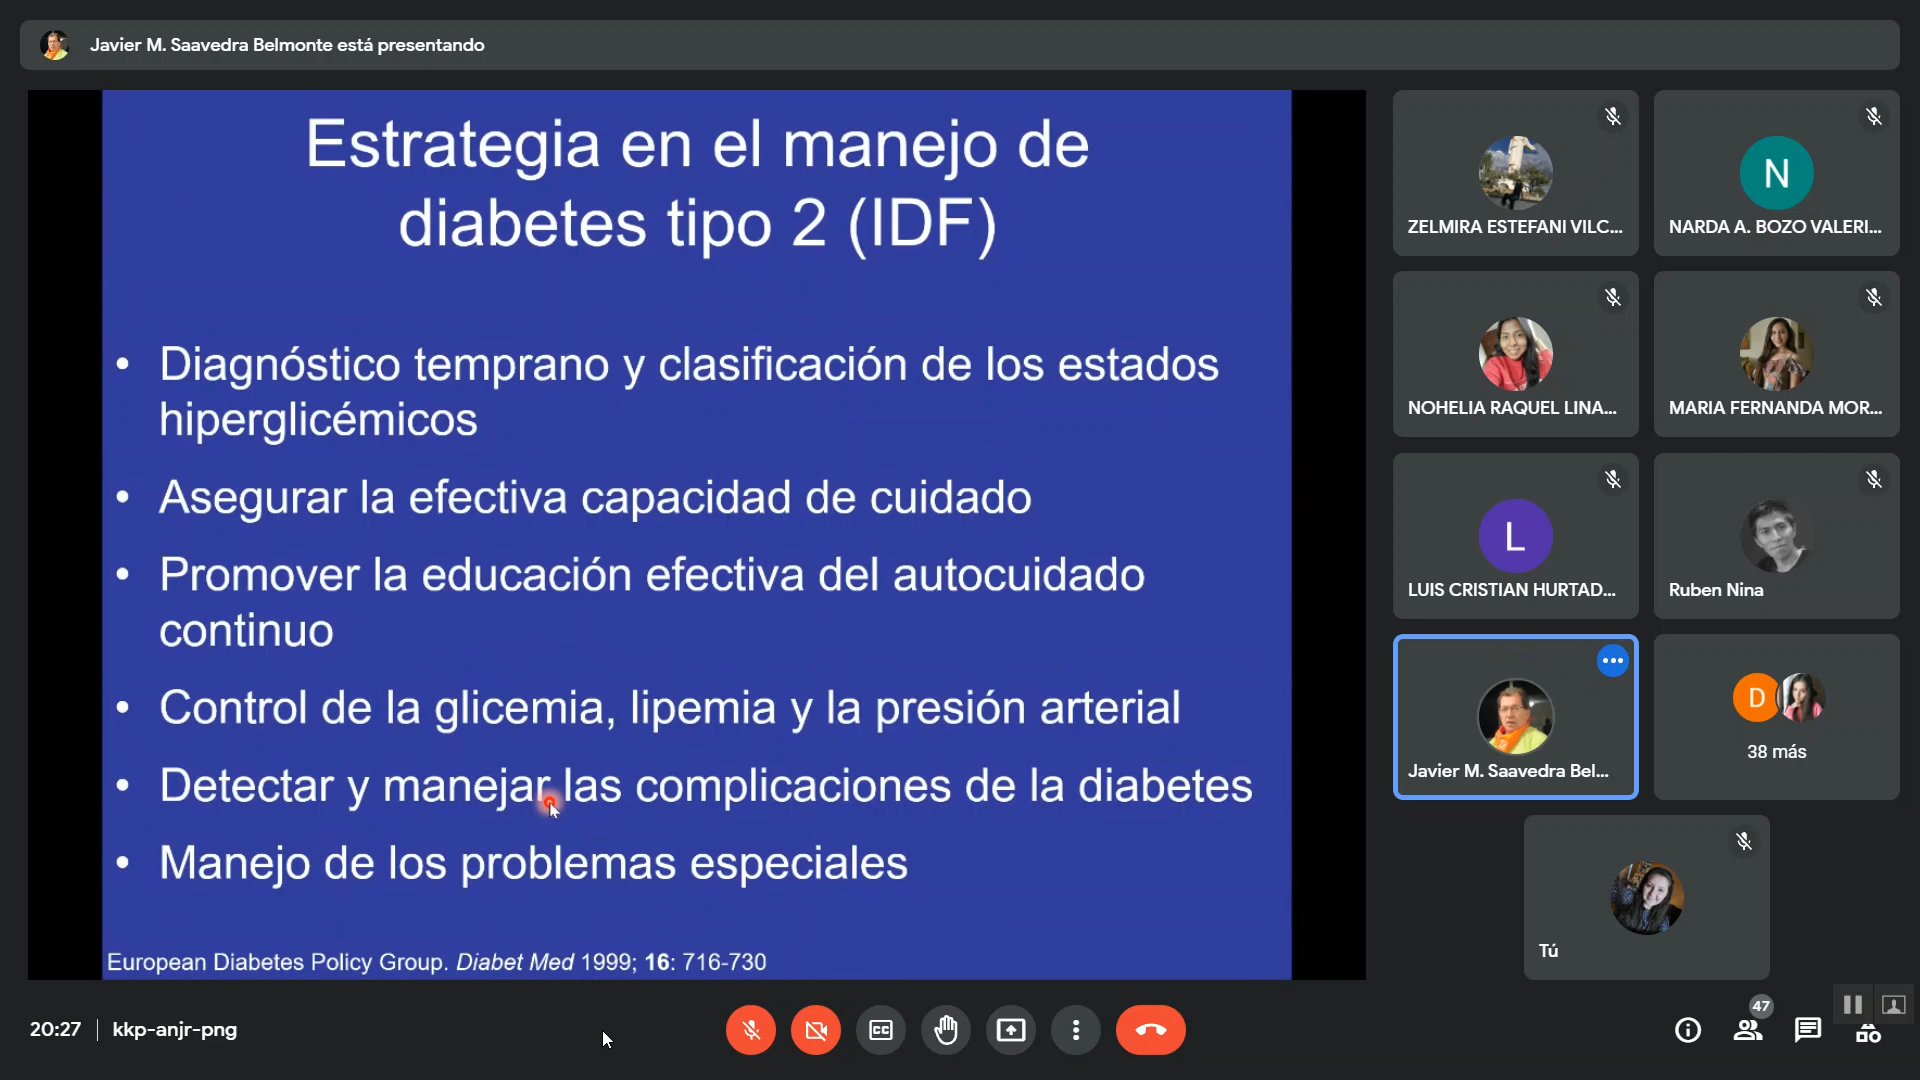 Javier M. Saavedra Belmonte está presentando
Estrategia en el manejo de
diabetes tipo 2 (IDF)
• Diagnóstico temprano y clasificación de los estados
hiperglicémicos
• Asegurar la efectiva capacidad de cuidado
• Promover la educación efectiva del autocuidado
continuo
• Control de la glicemia, lipemia y la presión arterial
• Detectar y manejar las complicaciones de la diabetes
• Manejo de los problemas especiales
European Diabetes Policy Group. Diabet Med 1999; 16: 716-730
ZELMIRA ESTEFANI VILC...
N
NARDA A. BOZO VALERI...
NOHELIA RAQUEL LINA...
MARIA FERNANDA MOR...
L
LUIS CRISTIAN HURTAD...
Ruben Nina
Javier M. Saavedra Bel...
D
38 más
Tú
20:27 | kkp-anjr-png
CC
47